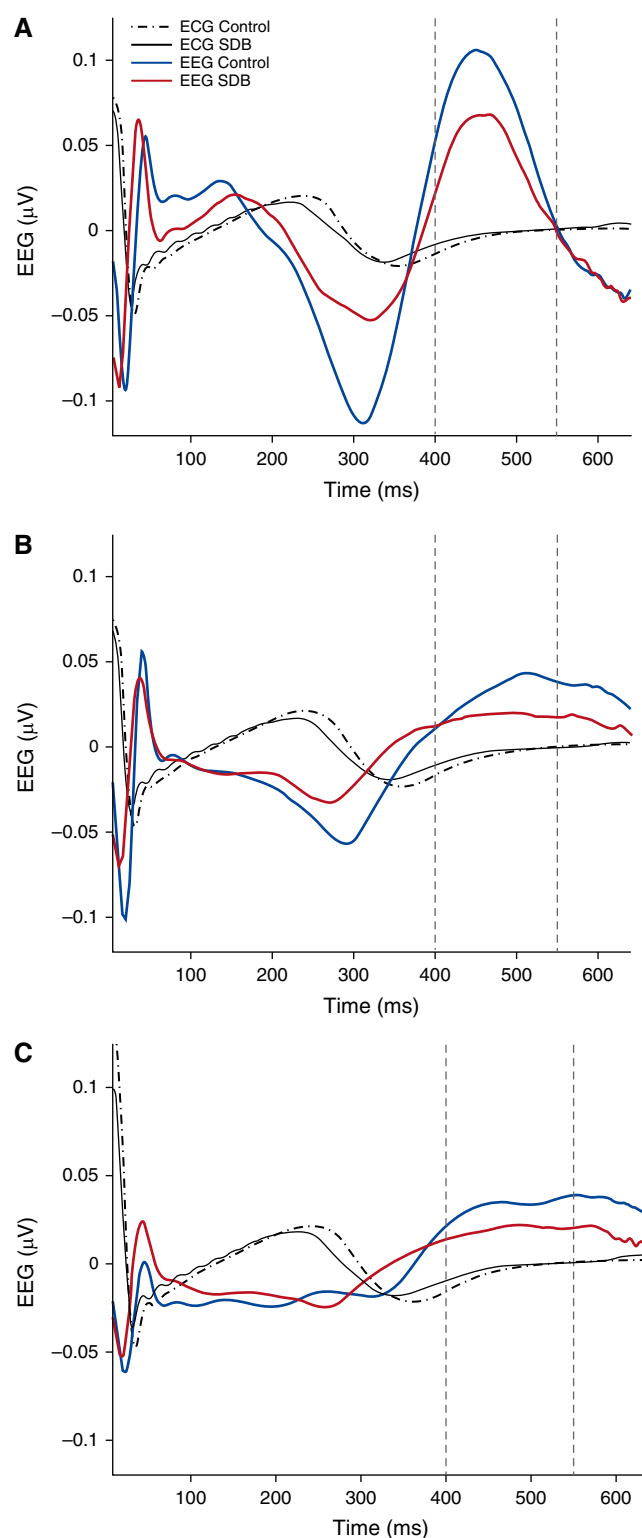 A
ECG Control
ECG SDB
EEG Control
EEG SDB
0.1
0.05
0
–0.05
–0.1
EEG (μV)
100 200 300 400 500 600
Time (ms)
B
0.1
0.05
0
–0.05
–0.1
EEG (μV)
100 200 300 400 500 600
Time (ms)
C
0.1
0.05
0
–0.05
–0.1
EEG (μV)
100 200 300 400 500 600
Time (ms)